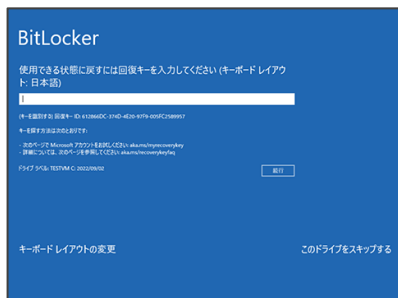 BitLocker
使用できる状態に戻すには回復キーを入力してください (キーボード レイアウ
ト: 日本語)
(キーを識別する) 回復キー ID: 612866DC-374D-4E20-97F9-005FC2589957
キーを探す方法は次のとおりです:
- 次のページで Microsoft アカウントをお試しください: aka.ms/myrecoverykey
- 詳細については、次のページを参照してください: aka.ms/recoverykeyfaq
ドライブ ラベル: TESTVM C: 2022/09/02
続行
キーボード レイアウトの変更
このドライブをスキップする